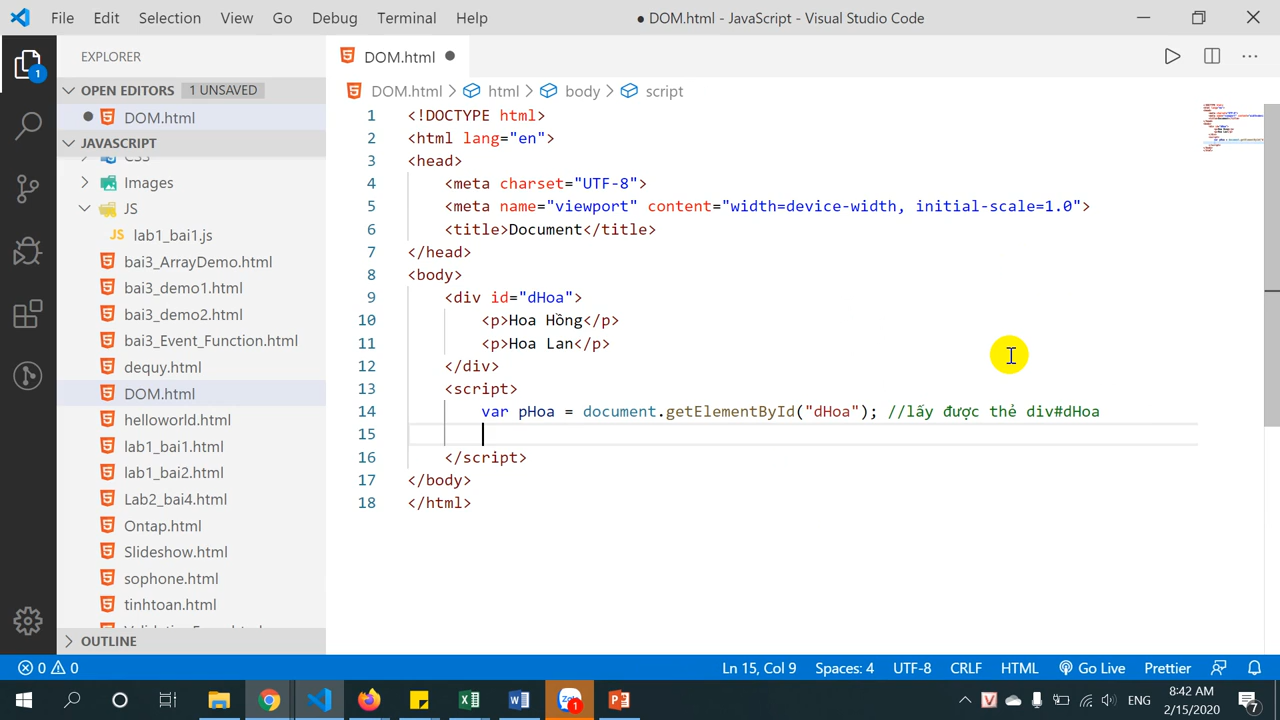 File Edit Selection View Go Debug Terminal Help
● DOM.html - JavaScript - Visual Studio Code
EXPLORER
OPEN EDITORS 1 UNSAVED
DOM.html
JAVASCRIPT
CSS
Images
JS
JS lab1_bai1.js
bai3_ArrayDemo.html
bai3_demo1.html
bai3_demo2.html
bai3_Event_Function.html
dequy.html
DOM.html
helloworld.html
lab1_bai1.html
lab1_bai2.html
Lab2_bai4.html
Ontap.html
Slideshow.html
sophone.html
tinhtoan.html
OUTLINE
1
DOM.html ●
DOM.html > html > body > script
1 <!DOCTYPE html>
2 <html lang="en">
3 <head>
4 <meta charset="UTF-8">
5 <meta name="viewport" content="width=device-width, initial-scale=1.0">
6 <title>Document</title>
7 </head>
8 <body>
9 <div id="dHoa">
10 <p>Hoa Hồng</p>
11 <p>Hoa Lan</p>
12 </div>
13 <script>
14 var pHoa = document.getElementById("dHoa"); //lấy được thẻ div#dHoa
15
16 </script>
17 </body>
18 </html>
0 0
Ln 15, Col 9 Spaces: 4 UTF-8 CRLF HTML Go Live Prettier
1
ENG
8:42 AM
2/15/2020
7